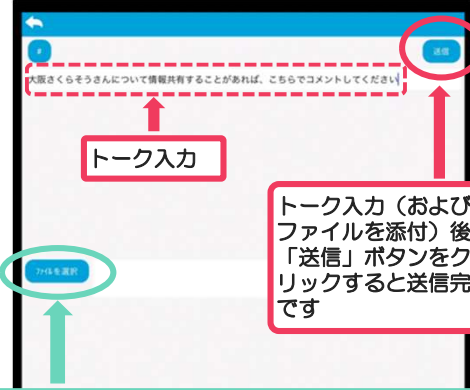 #
送信
大阪さくらそうさんについて情報共有することがあれば、こちらでコメントしてください
トーク入力
トーク入力（および
ファイルを添付）後
「送信」ボタンをク
リックすると送信完
です
ファイルを選択